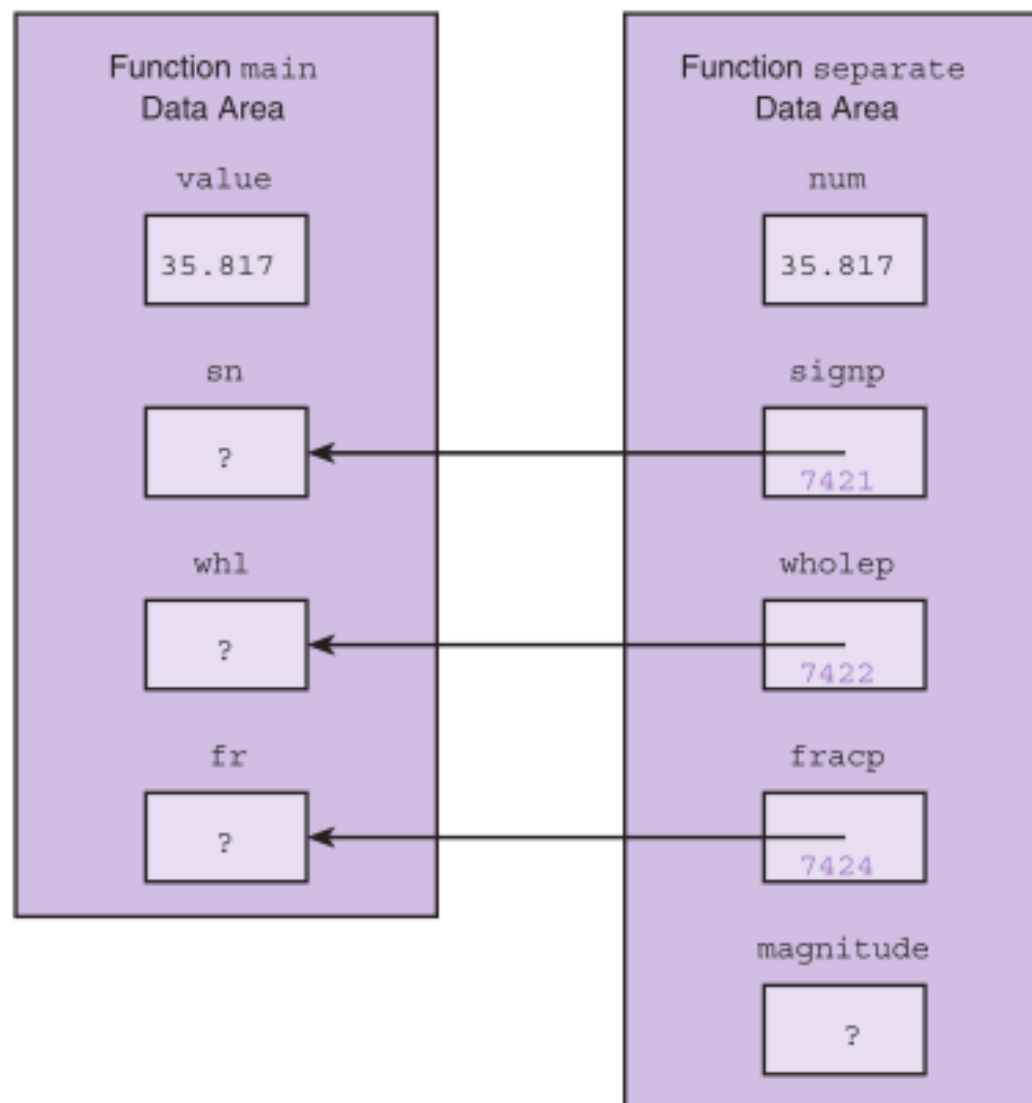 Function main
Data Area
value
35.817
sn
?
whl
?
fr
?
Function separate
Data Area
num
35.817
signp
7421
wholep
7422
fracp
7424
magnitude
?